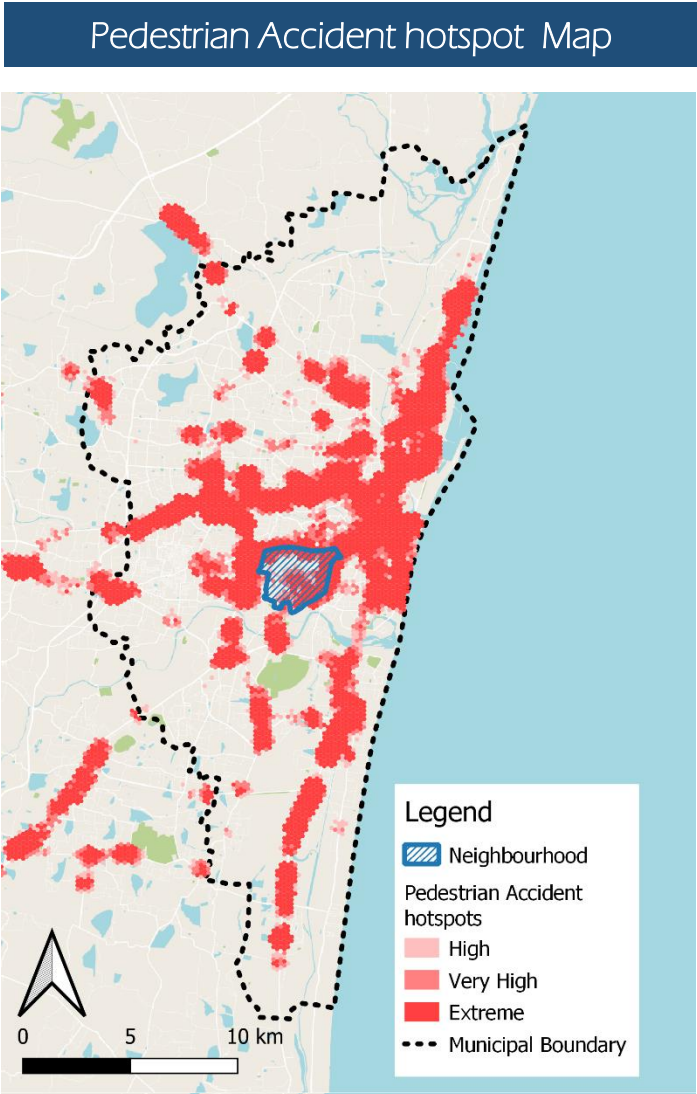 Pedestrian Accident hotspot Map
Legend
Neighbourhood
Pedestrian Accident
hotspots
High
Very High
Extreme
Municipal Boundary
0 5 10 km